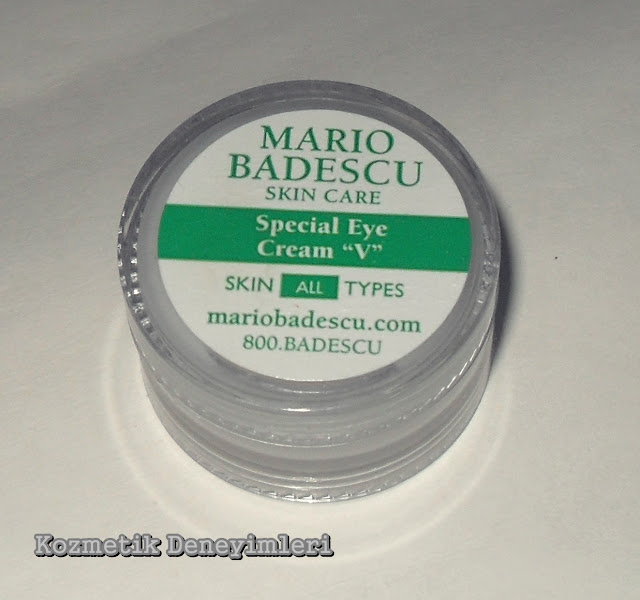 MARIO
BADESCU
SKIN CARE
Special Eye
Cream “V”
SKIN ALL TYPES
mariobadescu.com
800.BADESCU
Kozmetik Deneyimleri